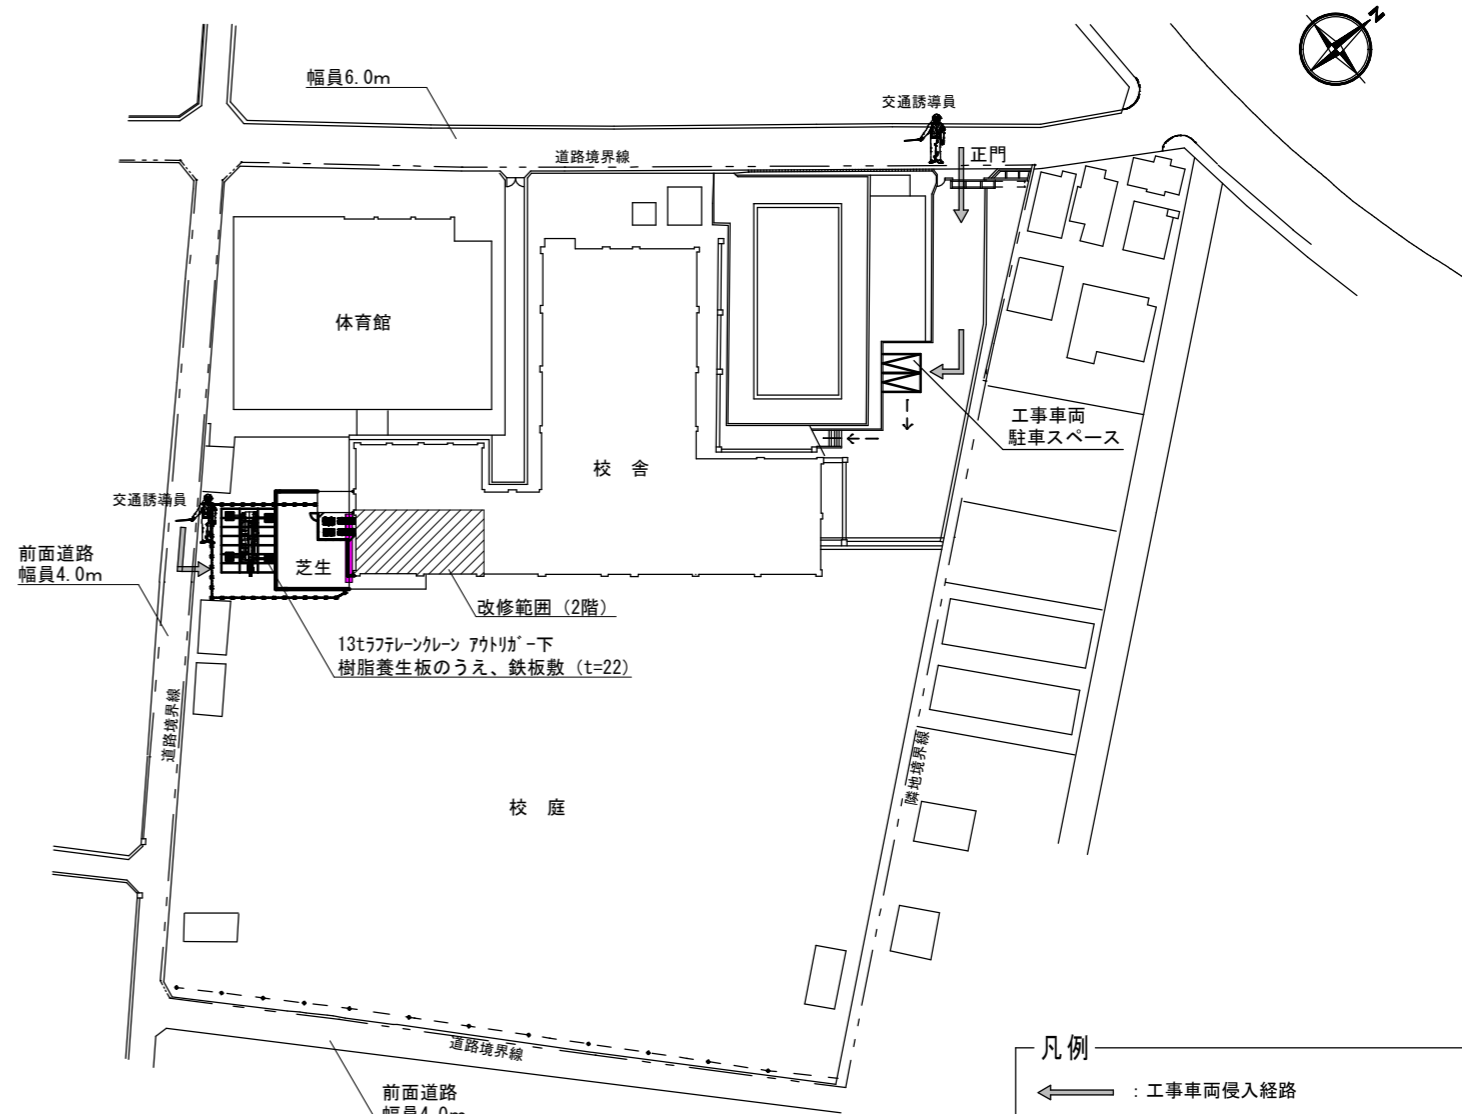 N
幅員6.0m
交通誘導員
道路境界線
正門
体育館
工事車両
駐車スペース
校 舎
交通誘導員
前面道路
幅員4.0m
芝生
改修範囲（2階）
13tﾗﾌﾃﾚｰﾝｸﾚｰﾝ ｱｳﾄﾘｶﾞｰ下
樹脂養生板のうえ、鉄板敷（t=22）
道路境界線
隣地境界線
校 庭
道路境界線
凡例
：工事車両侵入経路
前面道路
幅員4.0m